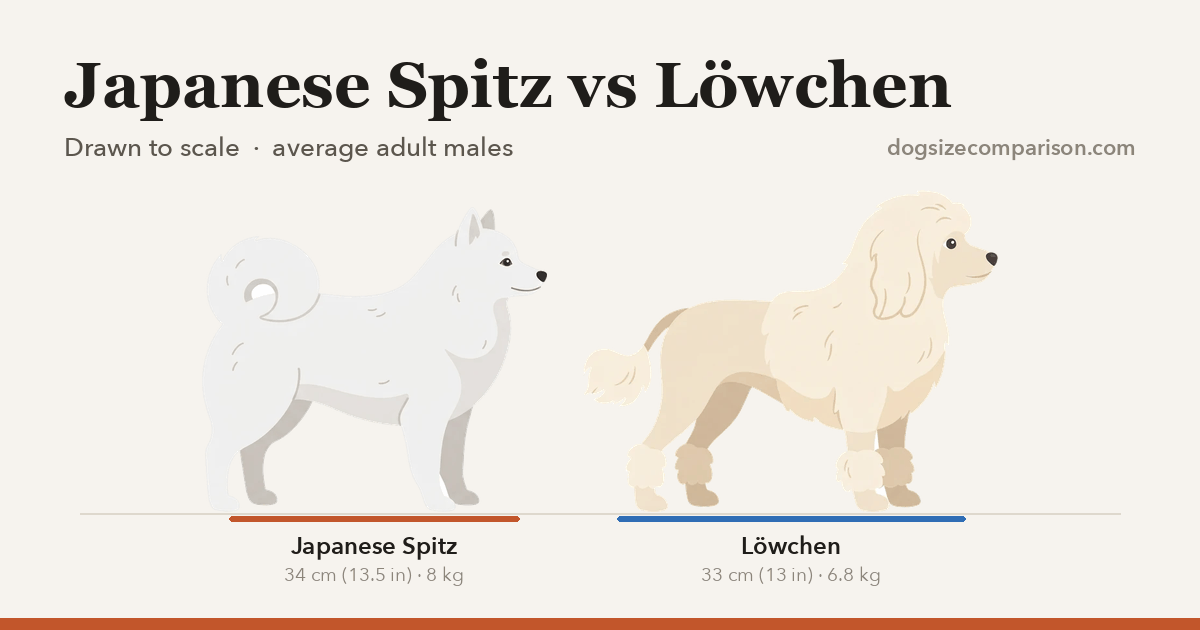 Japanese Spitz vs Löwchen
Drawn to scale · average adult males
dogsizecomparison.com
Japanese Spitz
34 cm (13.5 in) · 8 kg
Löwchen
33 cm (13 in) · 6.8 kg